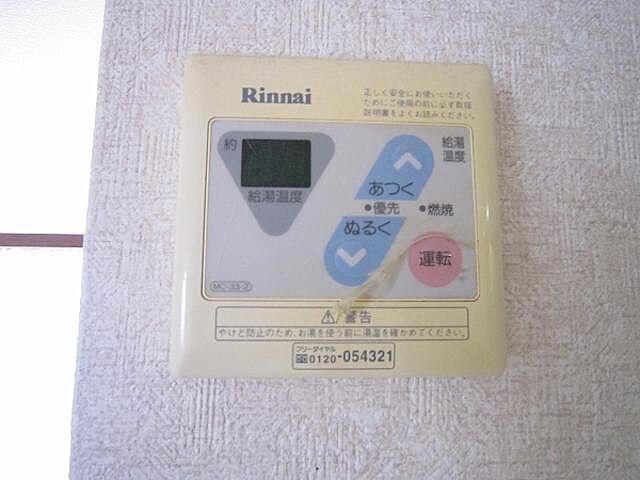 Rinnai
正しく安全にお使いいただく
ためにご使用の前に必ず取扱
説明書をよくお読みください。
約
給湯温度
給湯
温度
あつく
●優先 ●燃焼
ぬるく
運転
MC-33-2
⚠警告
やけど防止のため、お湯を使う前に湯温を確かめてください。
フリーダイヤル
0120-054321